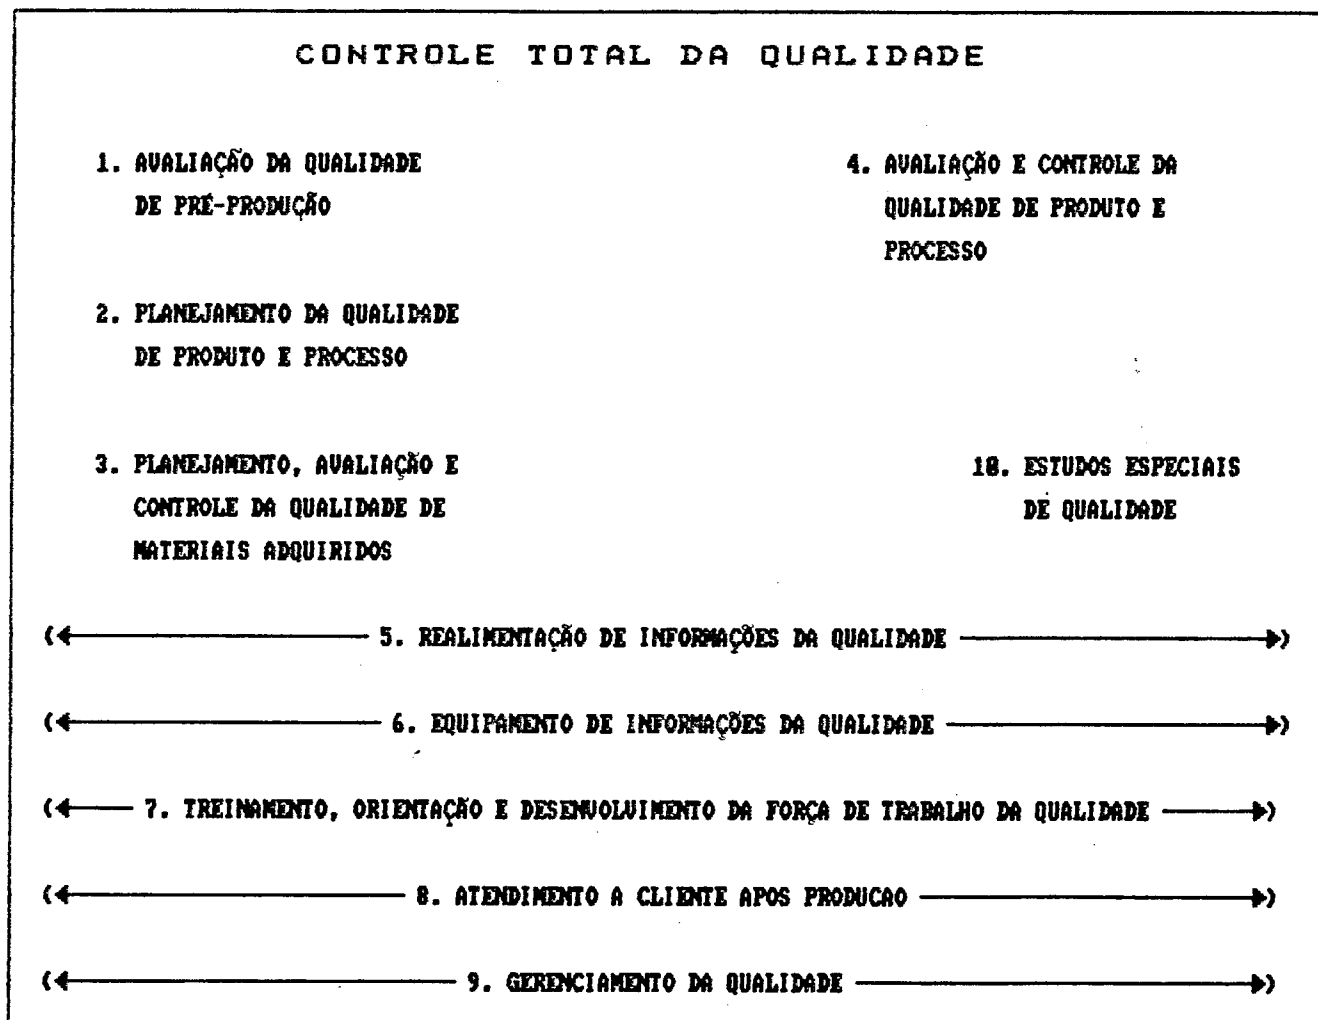 CONTROLE TOTAL DA QUALIDADE
1. AVALIAÇÃO DA QUALIDADE
DE PRÉ-PRODUÇÃO
2. PLANEJAMENTO DA QUALIDADE
DE PRODUTO E PROCESSO
3. PLANEJAMENTO, AVALIAÇÃO E
CONTROLE DA QUALIDADE DE
MATERIAIS ADQUIRIDOS
4. AVALIAÇÃO E CONTROLE DA
QUALIDADE DE PRODUTO E
PROCESSO
10. ESTUDOS ESPECIAIS
DE QUALIDADE
5. REALIMENTAÇÃO DE INFORMAÇÕES DA QUALIDADE
6. EQUIPAMENTO DE INFORMAÇÕES DA QUALIDADE
7. TREINAMENTO, ORIENTAÇÃO E DESENVOLVIMENTO DA FORÇA DE TRABALHO DA QUALIDADE
8. ATENDIMENTO A CLIENTE APOS PRODUCAO
9. GERENCIAMENTO DA QUALIDADE